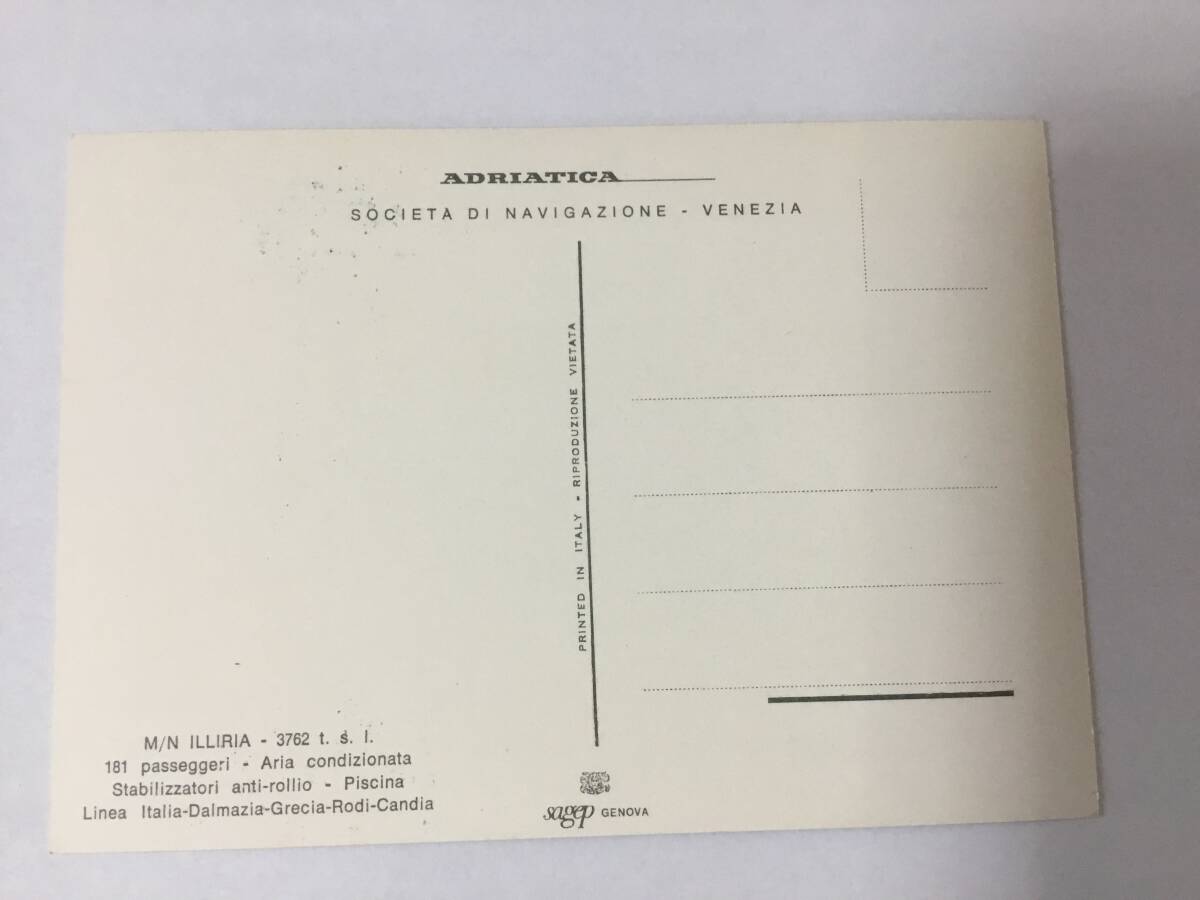 ADRIATICA
SOCIETA DI NAVIGAZIONE - VENEZIA
PRINTED IN ITALY - RIPRODUZIONE VIETATA
M/N ILLIRIA - 3762 t. s. l.
181 passeggeri - Aria condizionata
Stabilizzatori anti-rollio - Piscina
Linea Italia-Dalmazia-Grecia-Rodi-Candia
sagep GENOVA